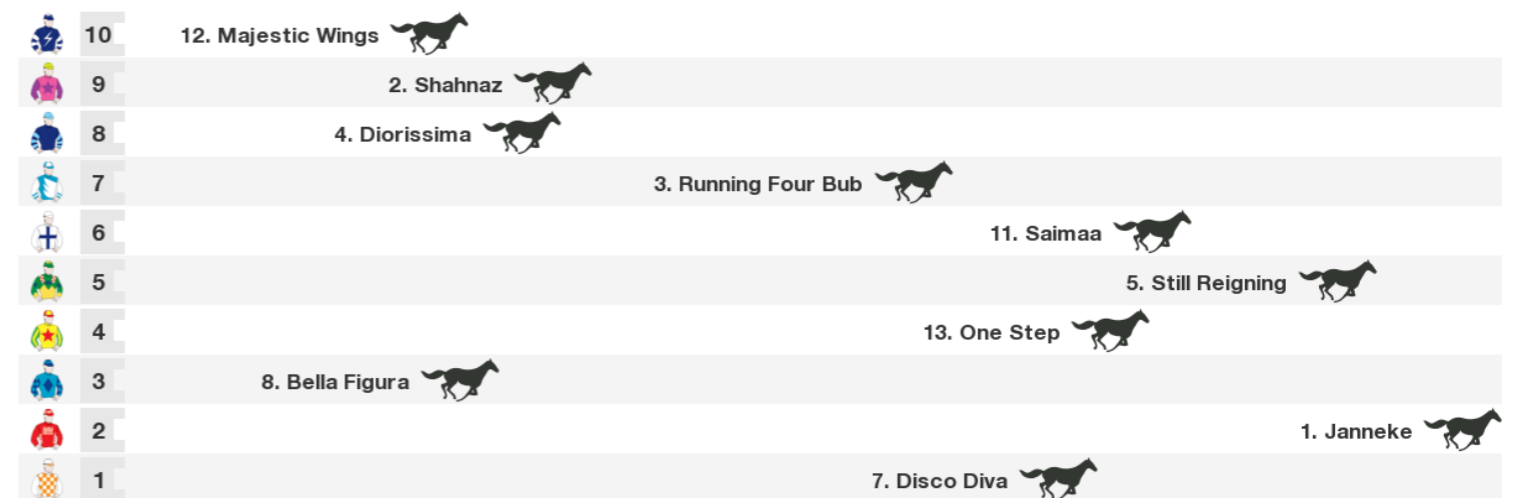 10 12. Majestic Wings
9 2. Shahnaz
8 4. Diorissima
7 3. Running Four Bub
6 11. Saimaa
5 5. Still Reigning
4 13. One Step
3 8. Bella Figura
2 1. Janneke
1 7. Disco Diva